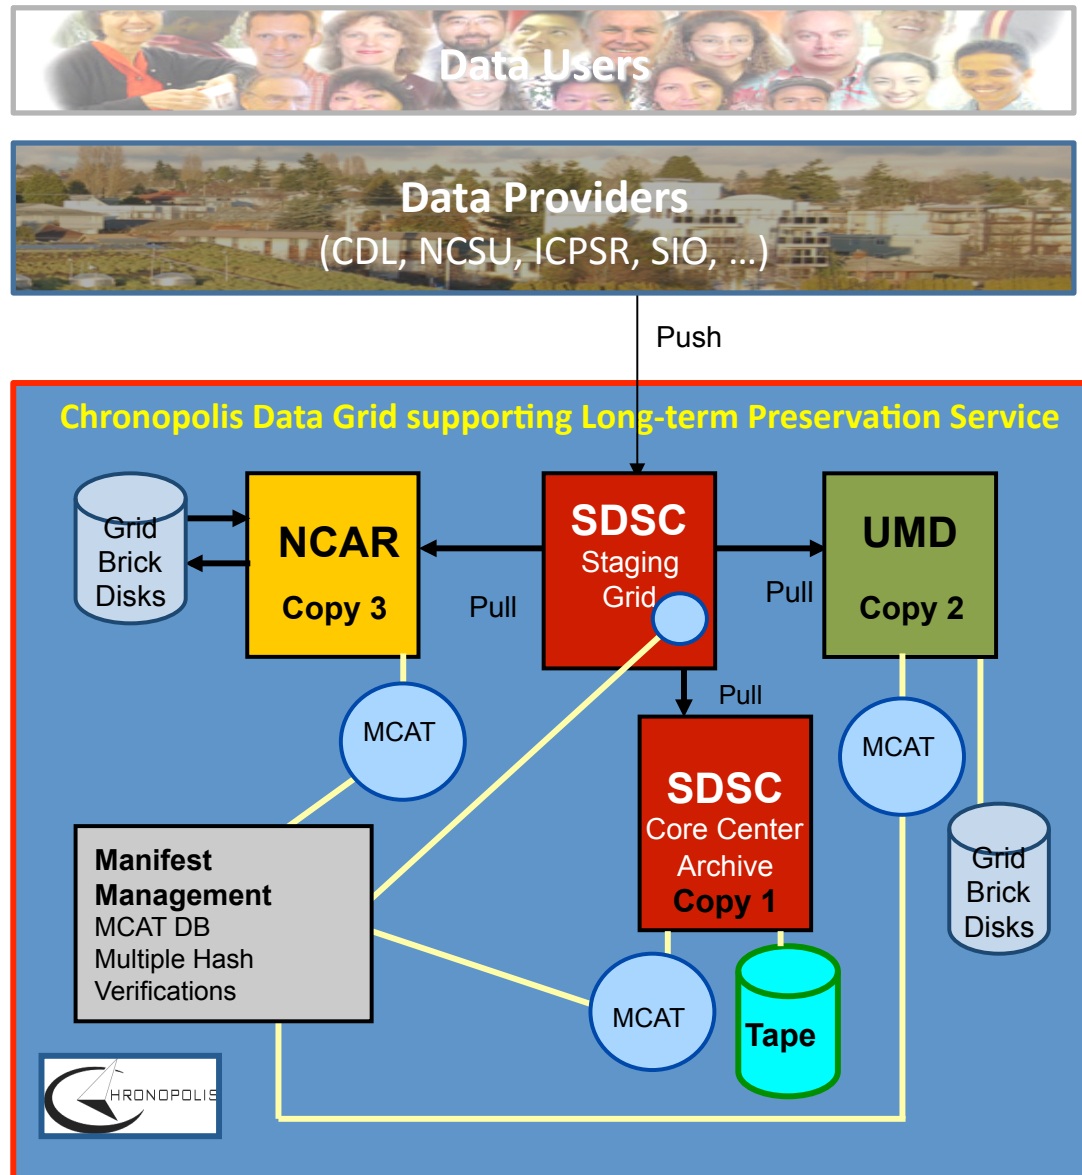 Data Users
Data Providers
(CDL, NCSU, ICPSR, SIO, …)
Push
Chronopolis Data Grid supporting Long-term Preservation Service
Grid
Brick
Disks
NCAR
Copy 3
Pull
SDSC
Staging
Grid
Pull
UMD
Copy 2
Pull
MCAT
MCAT
SDSC
Core Center
Archive
Copy 1
Manifest
Management
MCAT DB
Multiple Hash
Verifications
Grid
Brick
Disks
MCAT
Tape
HRONOPOLIS